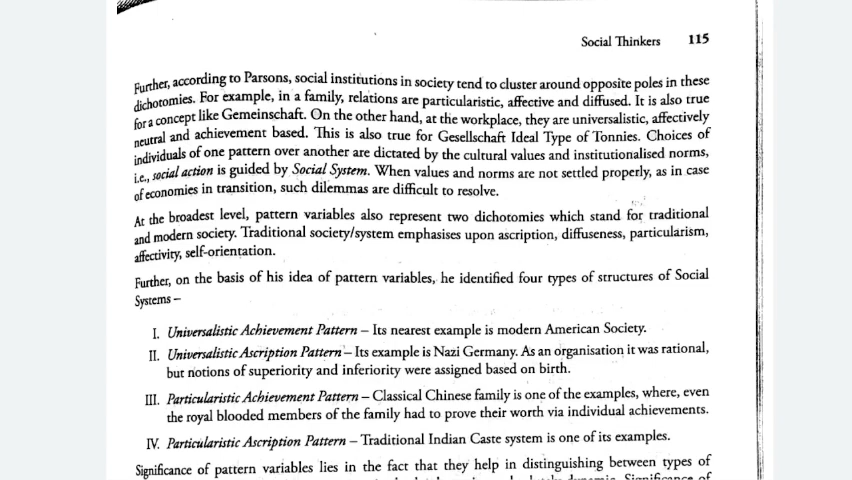 Social Thinkers 115
Further, according to Parsons, social institutions in society tend to cluster around opposite poles in these
dichotomies. For example, in a family, relations are particularistic, affective and diffused. It is also true
for a concept like Gemeinschaft. On the other hand, at the workplace, they are universalistic, affectively
neutral and achievement based. This is also true for Gesellschaft Ideal Type of Tonnies. Choices of
individuals of one pattern over another are dictated by the cultural values and institutionalised norms,
i.e., social action is guided by Social System. When values and norms are not settled properly, as in case
of economies in transition, such dilemmas are difficult to resolve.
At the broadest level, pattern variables also represent two dichotomies which stand for traditional
and modern society. Traditional society/system emphasises upon ascription, diffuseness, particularism,
affectivity, self-orientation.
Further, on the basis of his idea of pattern variables, he identified four types of structures of Social
Systems –
I. Universalistic Achievement Pattern – Its nearest example is modern American Society.
II. Universalistic Ascription Pattern – Its example is Nazi Germany. As an organisation it was rational,
but notions of superiority and inferiority were assigned based on birth.
III. Particularistic Achievement Pattern – Classical Chinese family is one of the examples, where, even
the royal blooded members of the family had to prove their worth via individual achievements.
IV. Particularistic Ascription Pattern – Traditional Indian Caste system is one of its examples.
Significance of pattern variables lies in the fact that they help in distinguishing between types of